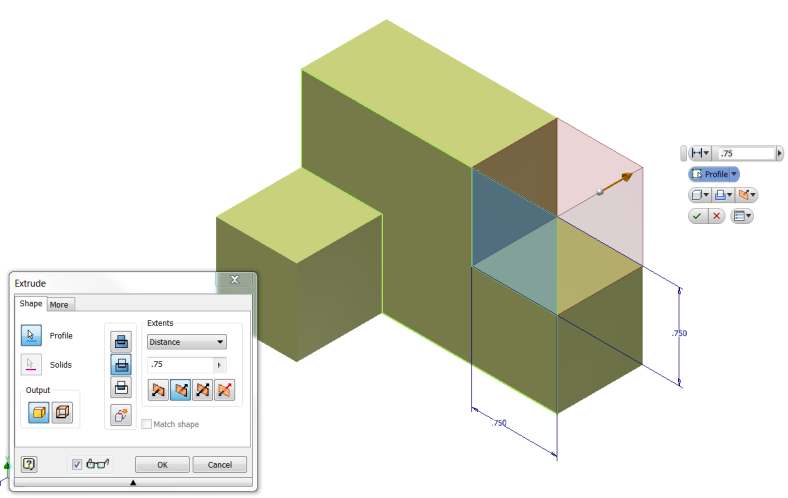 .75
Profile
Extrude
Shape
More
Profile
Solids
Output
Extents
Distance
.75
Match shape
?
OK
Cancel
.750
.750